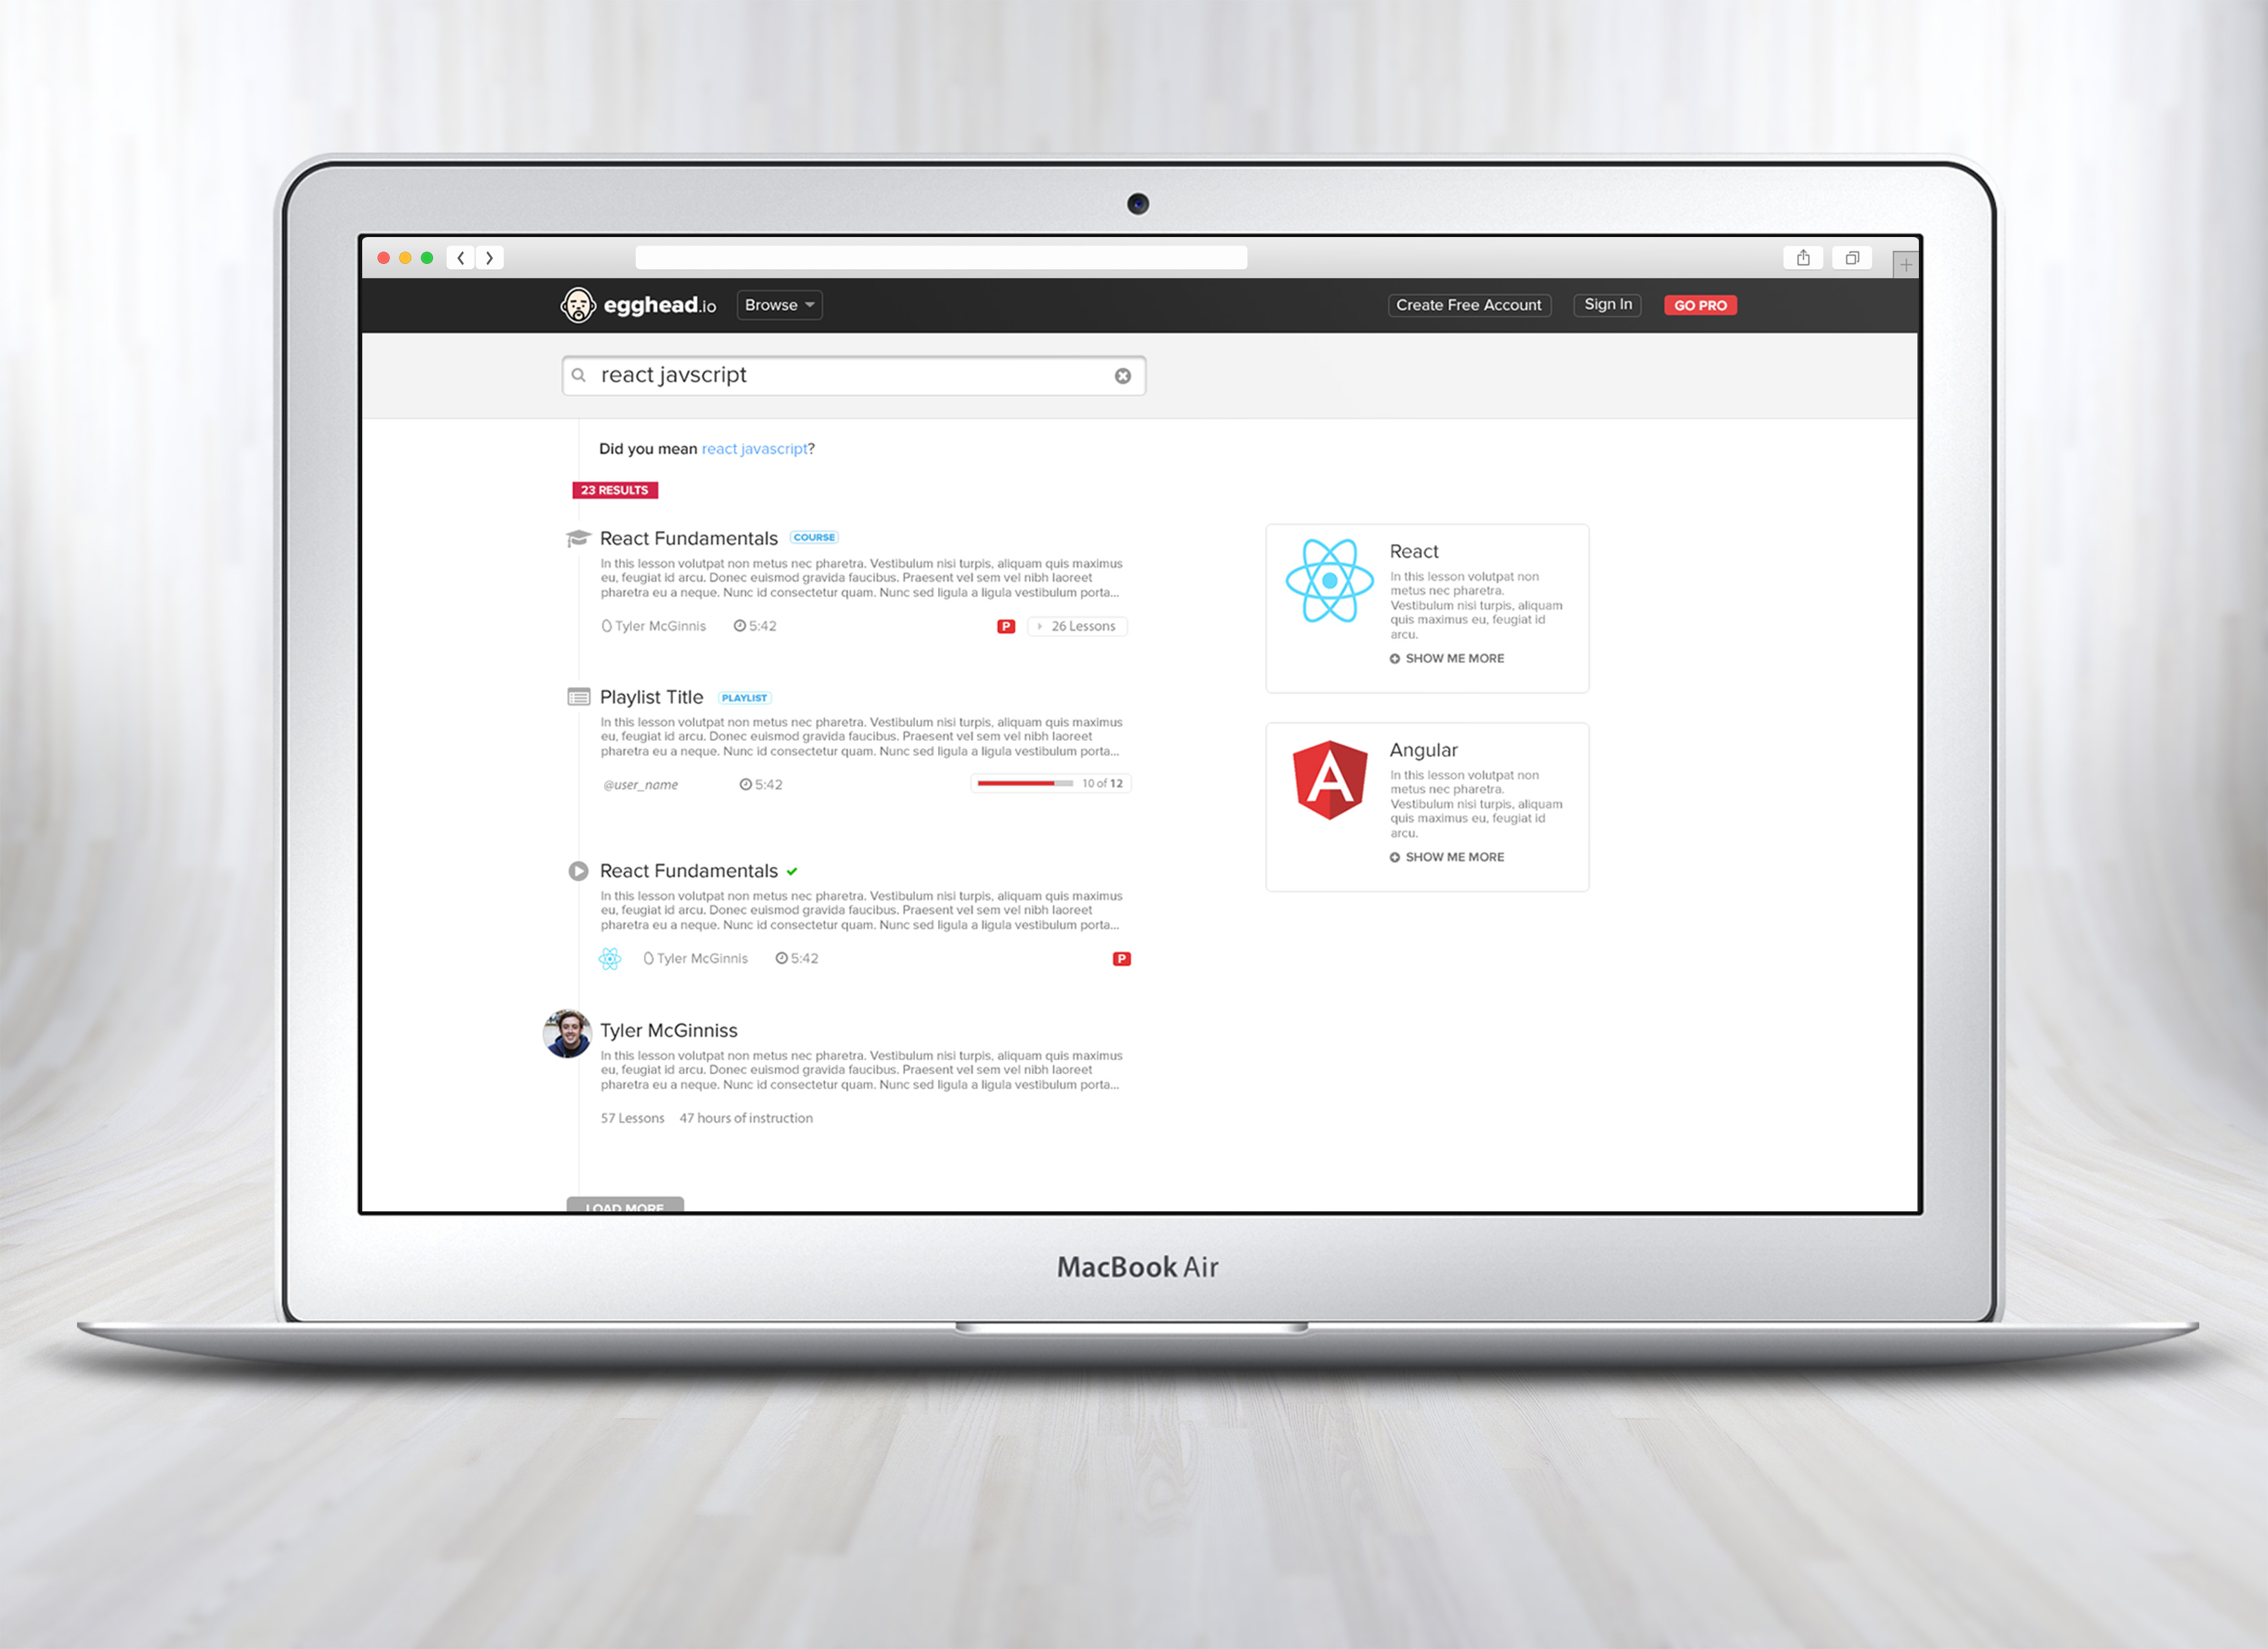 egghead.io
Browse
Create Free Account
Sign In
GO PRO
react javscript
Did you mean react javascript?
23 RESULTS
React Fundamentals COURSE
In this lesson volutpat non metus nec pharetra. Vestibulum nisi turpis, aliquam quis maximus
eu, feugiat id arcu. Donec euismod gravida faucibus. Praesent vel sem vel nibh laoreet
pharetra eu a neque. Nunc id consectetur quam. Nunc sed ligula a ligula vestibulum porta...
Tyler McGinnis 5:42 P 26 Lessons
Playlist Title PLAYLIST
In this lesson volutpat non metus nec pharetra. Vestibulum nisi turpis, aliquam quis maximus
eu, feugiat id arcu. Donec euismod gravida faucibus. Praesent vel sem vel nibh laoreet
pharetra eu a neque. Nunc id consectetur quam. Nunc sed ligula a ligula vestibulum porta...
@user_name 5:42 10 of 12
React Fundamentals
In this lesson volutpat non metus nec pharetra. Vestibulum nisi turpis, aliquam quis maximus
eu, feugiat id arcu. Donec euismod gravida faucibus. Praesent vel sem vel nibh laoreet
pharetra eu a neque. Nunc id consectetur quam. Nunc sed ligula a ligula vestibulum porta...
Tyler McGinnis 5:42 P
Tyler McGinniss
In this lesson volutpat non metus nec pharetra. Vestibulum nisi turpis, aliquam quis maximus
eu, feugiat id arcu. Donec euismod gravida faucibus. Praesent vel sem vel nibh laoreet
pharetra eu a neque. Nunc id consectetur quam. Nunc sed ligula a ligula vestibulum porta...
57 Lessons 47 hours of instruction
LOAD MORE
React
In this lesson volutpat non
metus nec pharetra.
Vestibulum nisi turpis, aliquam
quis maximus eu, feugiat id
arcu.
SHOW ME MORE
A
Angular
In this lesson volutpat non
metus nec pharetra.
Vestibulum nisi turpis, aliquam
quis maximus eu, feugiat id
arcu.
SHOW ME MORE
MacBook Air